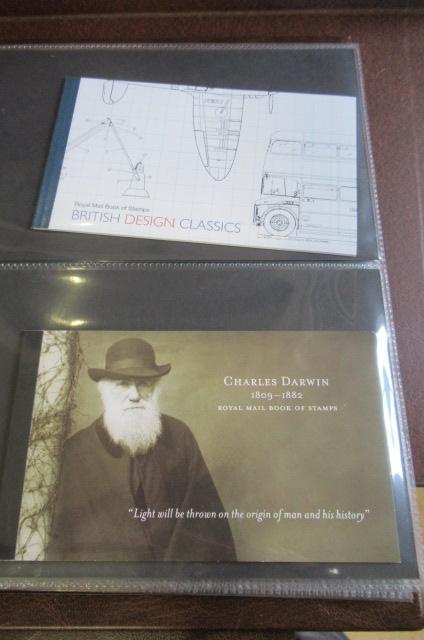 Royal Mail Book of Stamps
BRITISH DESIGN CLASSICS
CHARLES DARWIN
1809–1882
ROYAL MAIL BOOK OF STAMPS
“Light will be thrown on the origin of man and his history”